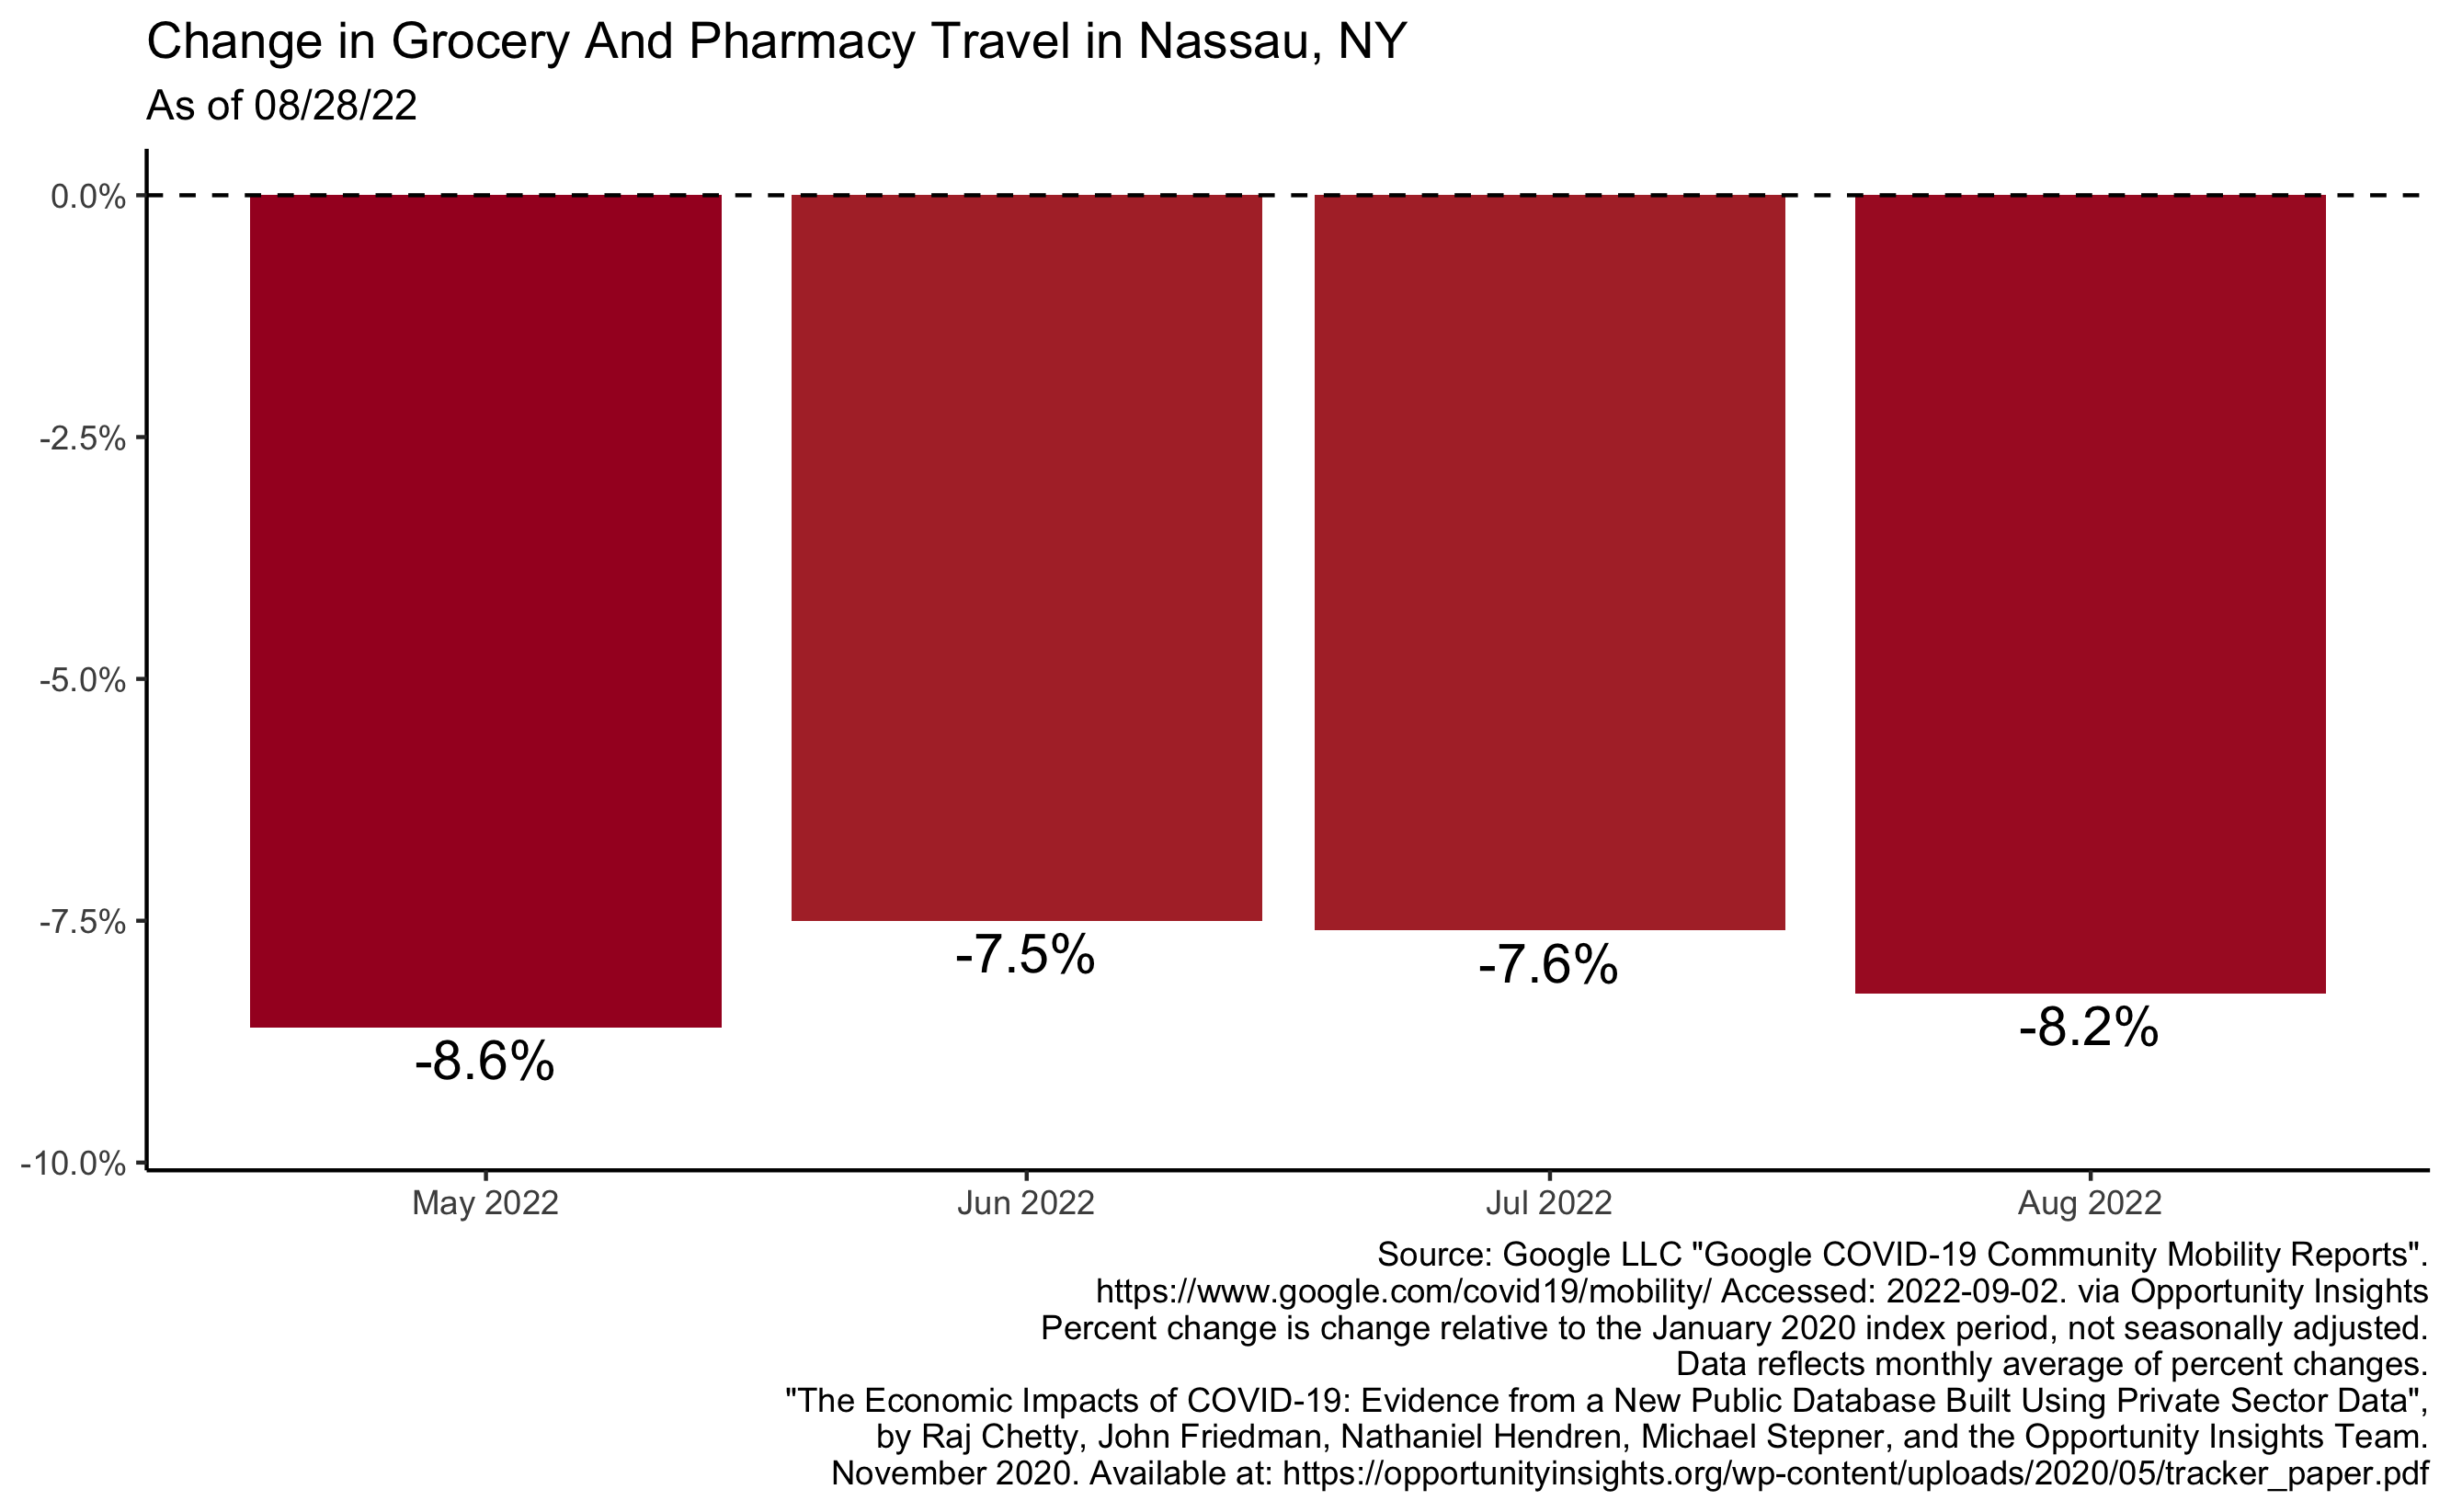 Change in Grocery And Pharmacy Travel in Nassau, NY
As of 08/28/22
0.0%
-2.5%
-5.0%
-7.5%
-10.0%
-8.6%
-7.5%
-7.6%
-8.2%
May 2022
Jun 2022
Jul 2022
Aug 2022
Source: Google LLC "Google COVID-19 Community Mobility Reports".
https://www.google.com/covid19/mobility/ Accessed: 2022-09-02. via Opportunity Insights
Percent change is change relative to the January 2020 index period, not seasonally adjusted.
Data reflects monthly average of percent changes.
"The Economic Impacts of COVID-19: Evidence from a New Public Database Built Using Private Sector Data",
by Raj Chetty, John Friedman, Nathaniel Hendren, Michael Stepner, and the Opportunity Insights Team.
November 2020. Available at: https://opportunityinsights.org/wp-content/uploads/2020/05/tracker_paper.pdf